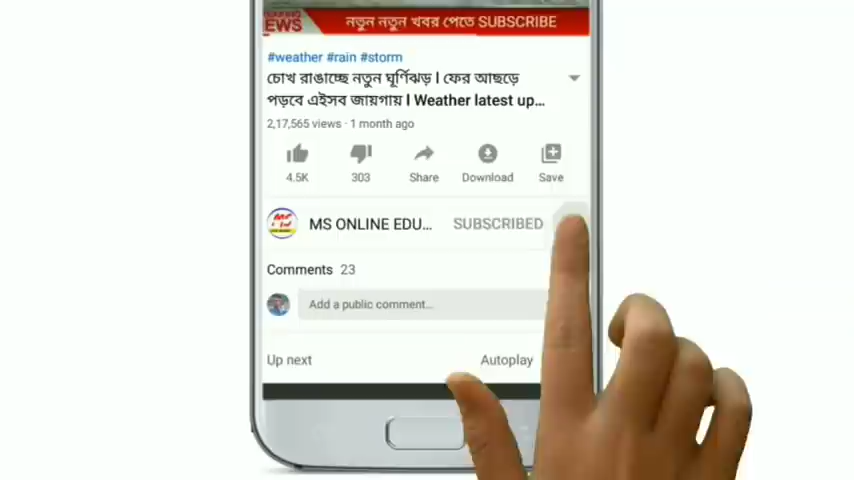 EWS
নতুন নতুন খবর পেতে SUBSCRIBE
#weather #rain #storm
চোখ রাঙাচ্ছে নতুন ঘূর্ণিঝড় l ফের আছড়ে
পড়বে এইসব জায়গায় l Weather latest up...
2,17,565 views · 1 month ago
4.5K 303 Share Download Save
MS ONLINE EDU... SUBSCRIBED
Comments 23
Add a public comment...
Up next Autoplay